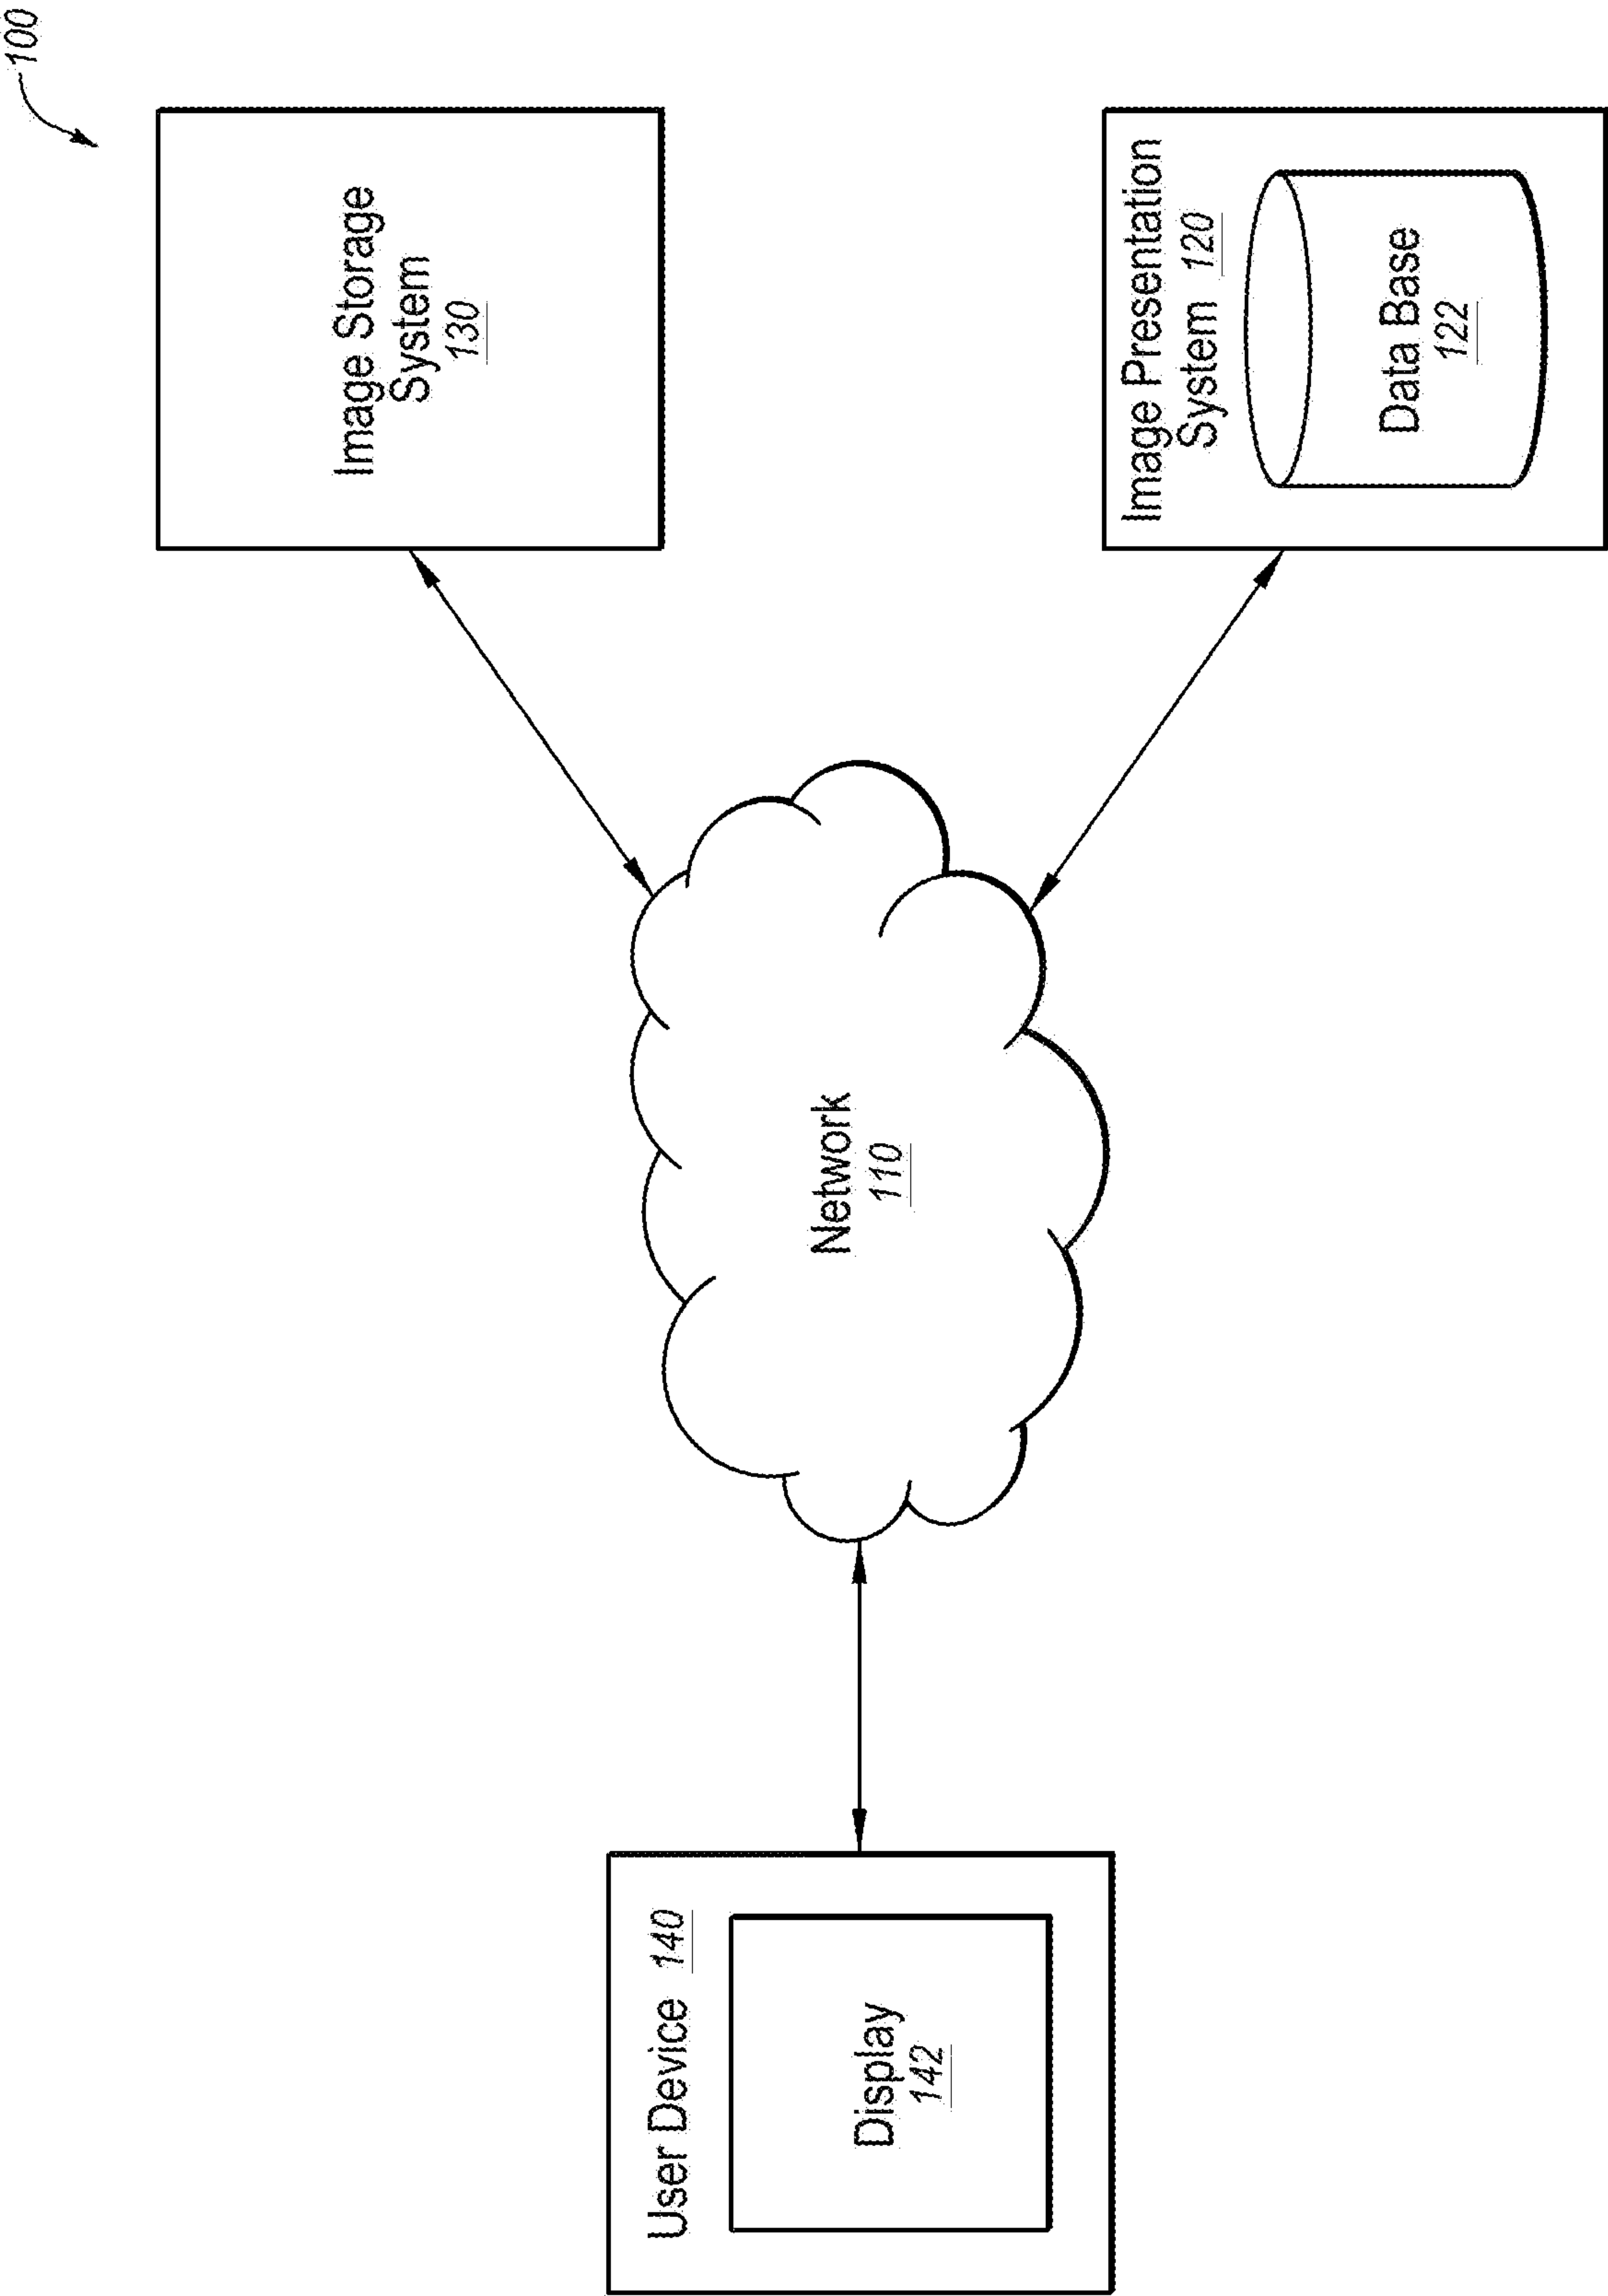 100
Image Storage
System
130
Image Presentation
System 120
Data Base
122
Network
110
User Device 140
Display
142